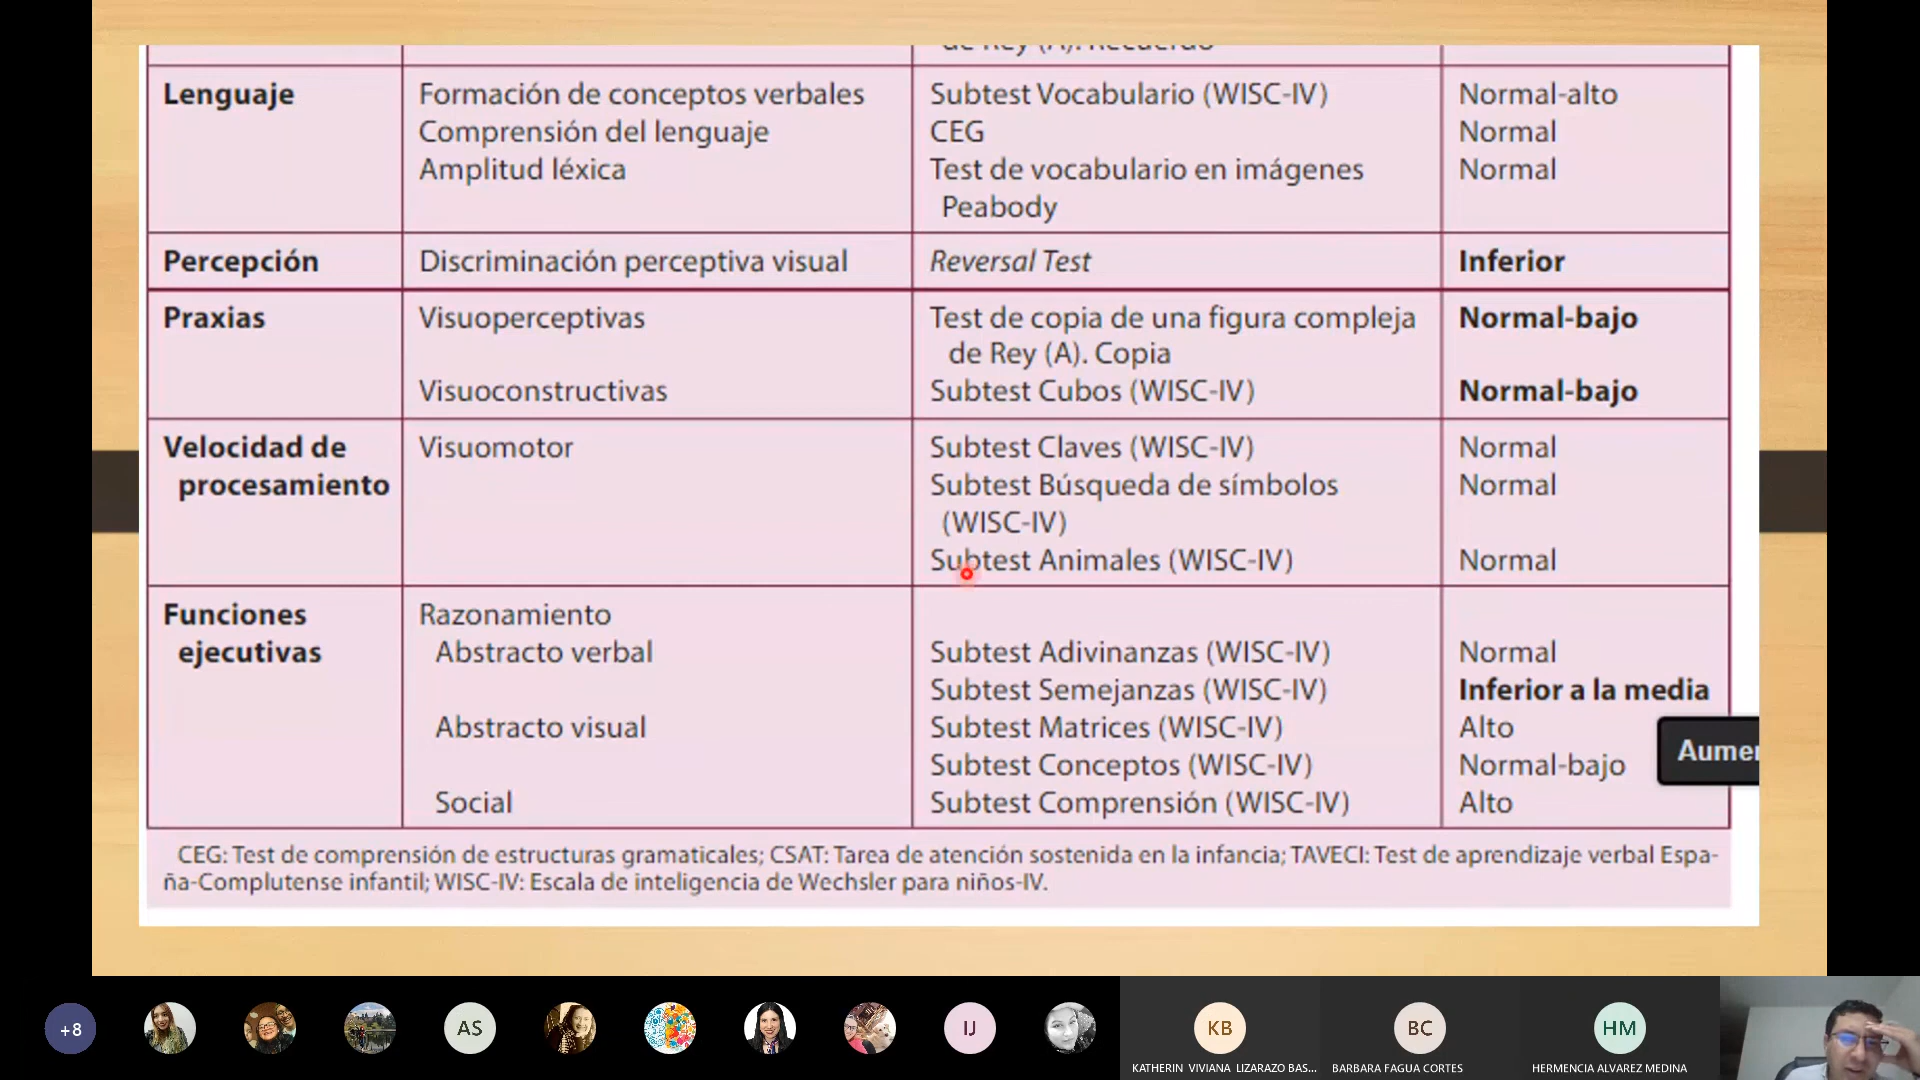 de Rey (A). Recuerdo
Lenguaje
Formación de conceptos verbales
Subtest Vocabulario (WISC-IV)
Normal-alto
Comprensión del lenguaje
CEG
Normal
Amplitud léxica
Test de vocabulario en imágenes
Normal
Peabody
Percepción
Discriminación perceptiva visual
Reversal Test
Inferior
Praxias
Visuoperceptivas
Test de copia de una figura compleja
Normal-bajo
de Rey (A). Copia
Visuoconstructivas
Subtest Cubos (WISC-IV)
Normal-bajo
Velocidad de
Visuomotor
Subtest Claves (WISC-IV)
Normal
procesamiento
Subtest Búsqueda de símbolos
Normal
(WISC-IV)
Subtest Animales (WISC-IV)
Normal
Funciones
Razonamiento
ejecutivas
Abstracto verbal
Subtest Adivinanzas (WISC-IV)
Normal
Subtest Semejanzas (WISC-IV)
Inferior a la media
Abstracto visual
Subtest Matrices (WISC-IV)
Alto
Aumen
Subtest Conceptos (WISC-IV)
Normal-bajo
Social
Subtest Comprensión (WISC-IV)
Alto
CEG: Test de comprensión de estructuras gramaticales; CSAT: Tarea de atención sostenida en la infancia; TAVECI: Test de aprendizaje verbal Espa-
ña-Complutense infantil; WISC-IV: Escala de inteligencia de Wechsler para niños-IV.
+8
AS
IJ
KB
BC
HM
KATHERIN VIVIANA LIZARAZO BAS...
BARBARA FAGUA CORTES
HERMENCIA ALVAREZ MEDINA